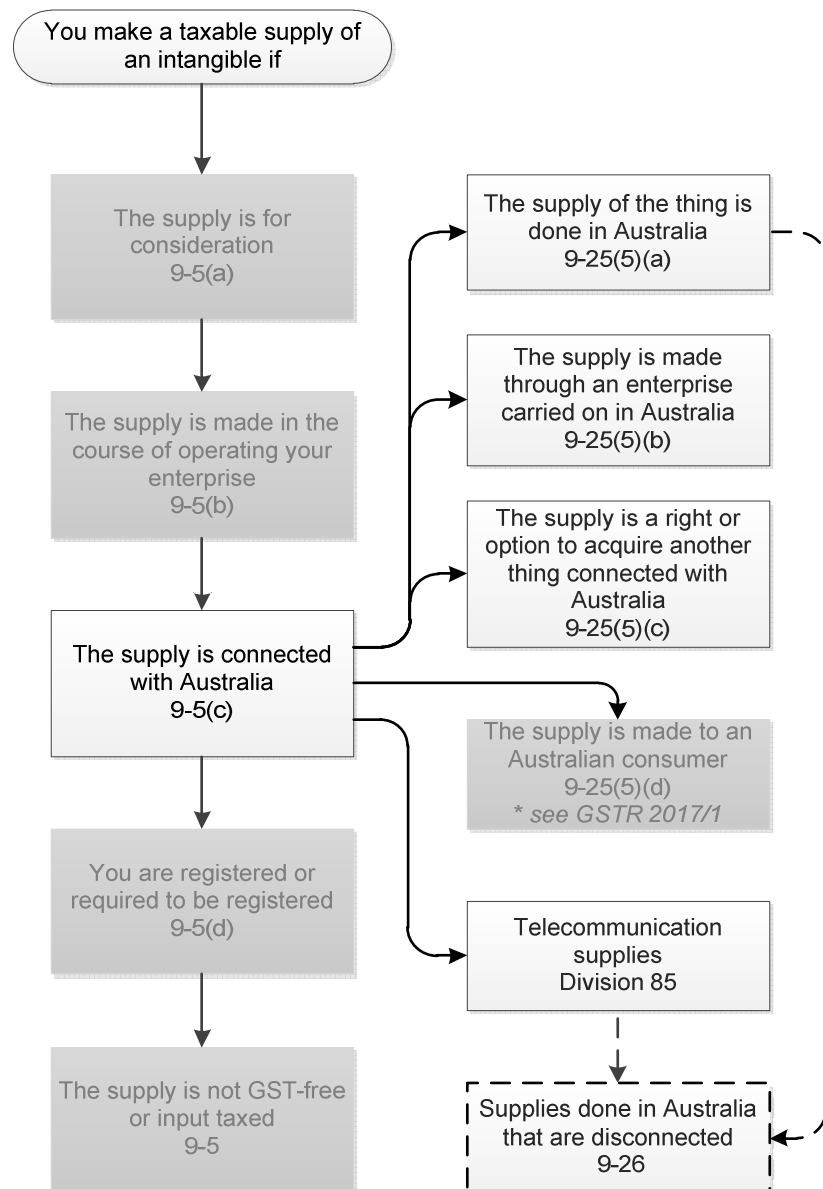 You make a taxable supply of
an intangible if
The supply is for
consideration
9-5(a)
The supply is made in the
course of operating your
enterprise
9-5(b)
The supply is connected
with Australia
9-5(c)
You are registered or
required to be registered
9-5(d)
The supply is not GST-free
or input taxed
9-5
The supply of the thing is
done in Australia
9-25(5)(a)
The supply is made
through an enterprise
carried on in Australia
9-25(5)(b)
The supply is a right or
option to acquire another
thing connected with
Australia
9-25(5)(c)
The supply is made to an
Australian consumer
9-25(5)(d)
* see GSTR 2017/1
Telecommunication
supplies
Division 85
Supplies done in Australia
that are disconnected
9-26